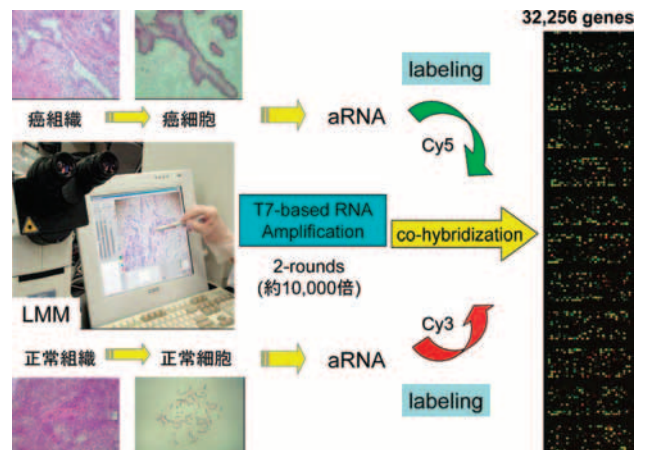 32,256 genes
labeling
癌組織
癌細胞
aRNA
Cy5
T7-based RNA
Amplification
co-hybridization
2-rounds
(約10,000倍)
LMM
Cy3
正常組織
正常細胞
aRNA
labeling